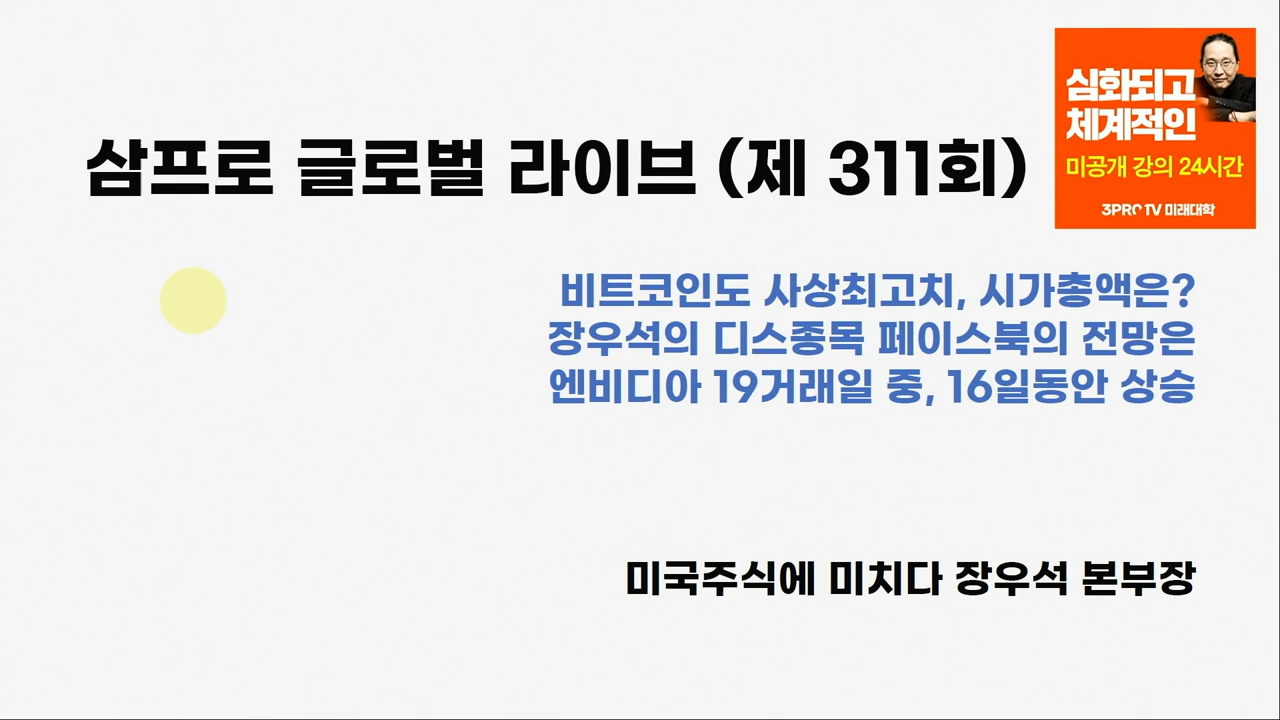 삼프로 글로벌 라이브 (제 311회)
심화되고
체계적인
미공개 강의 24시간
3PRO TV 미래대학
비트코인도 사상최고치, 시가총액은?
장우석의 디스종목 페이스북의 전망은
엔비디아 19거래일 중, 16일동안 상승
미국주식에 미치다 장우석 본부장